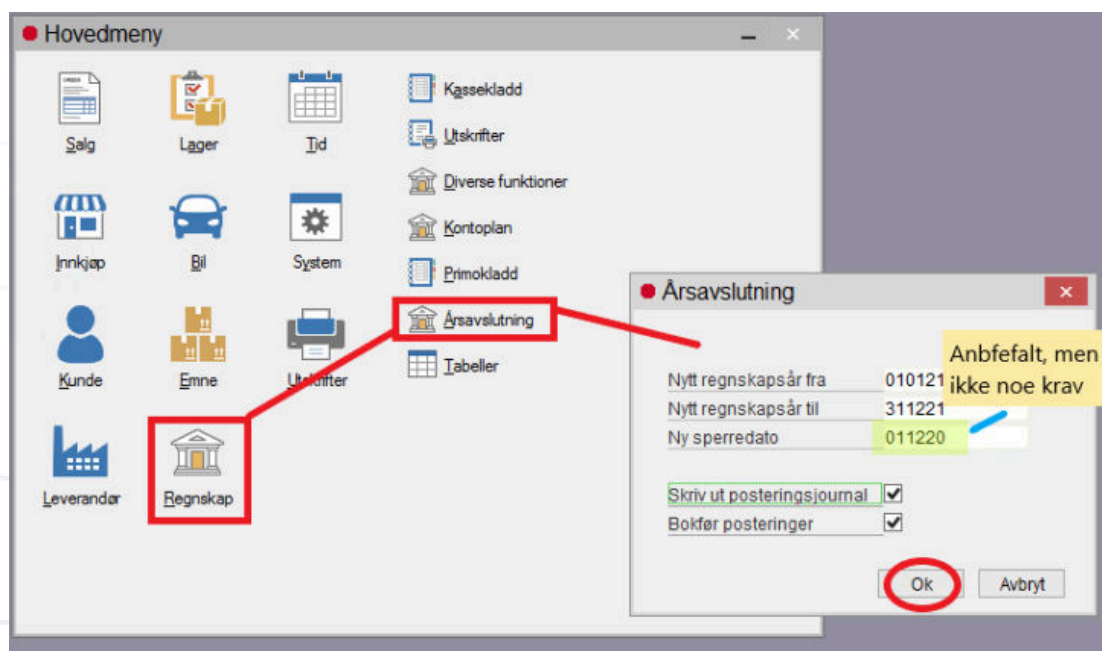 Hovedmeny
Salg
Lager
Tid
Innkjøp
Bil
System
Kunde
Emne
Utskrifter
Leverandør
Regnskap
Kassekladd
Utskrifter
Diverse funktioner
Kontoplan
Primokladd
Årsavslutning
Tabeller
Årsavslutning
Nytt regnskapsår fra 010121
Nytt regnskapsår til 311221
Ny sperredato 011220
Anbfefalt, men
ikke noe krav
Skriv ut posteringsjournal
Bokfør posteringer
Ok Avbryt